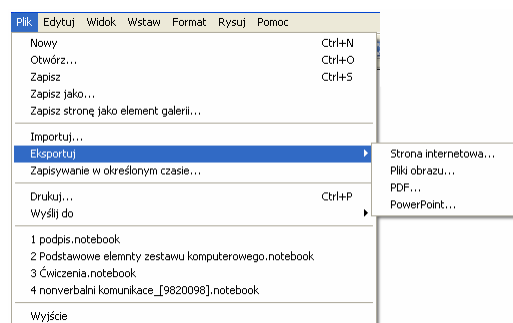 Plik Edytuj Widok Wstaw Format Rysuj Pomoc
Nowy Ctrl+N
Otwórz... Ctrl+O
Zapisz Ctrl+S
Zapisz jako...
Zapisz stronę jako element galerii...
Importuj...
Eksportuj
Strona internetowa...
Pliki obrazu...
PDF...
PowerPoint...
Zapisywanie w określonym czasie...
Drukuj... Ctrl+P
Wyślij do
1 podpis.notebook
2 Podstawowe elemnty zestawu komputerowego.notebook
3 Ćwiczenia.notebook
4 nonverbalni komunikace_[9820098].notebook
Wyjście